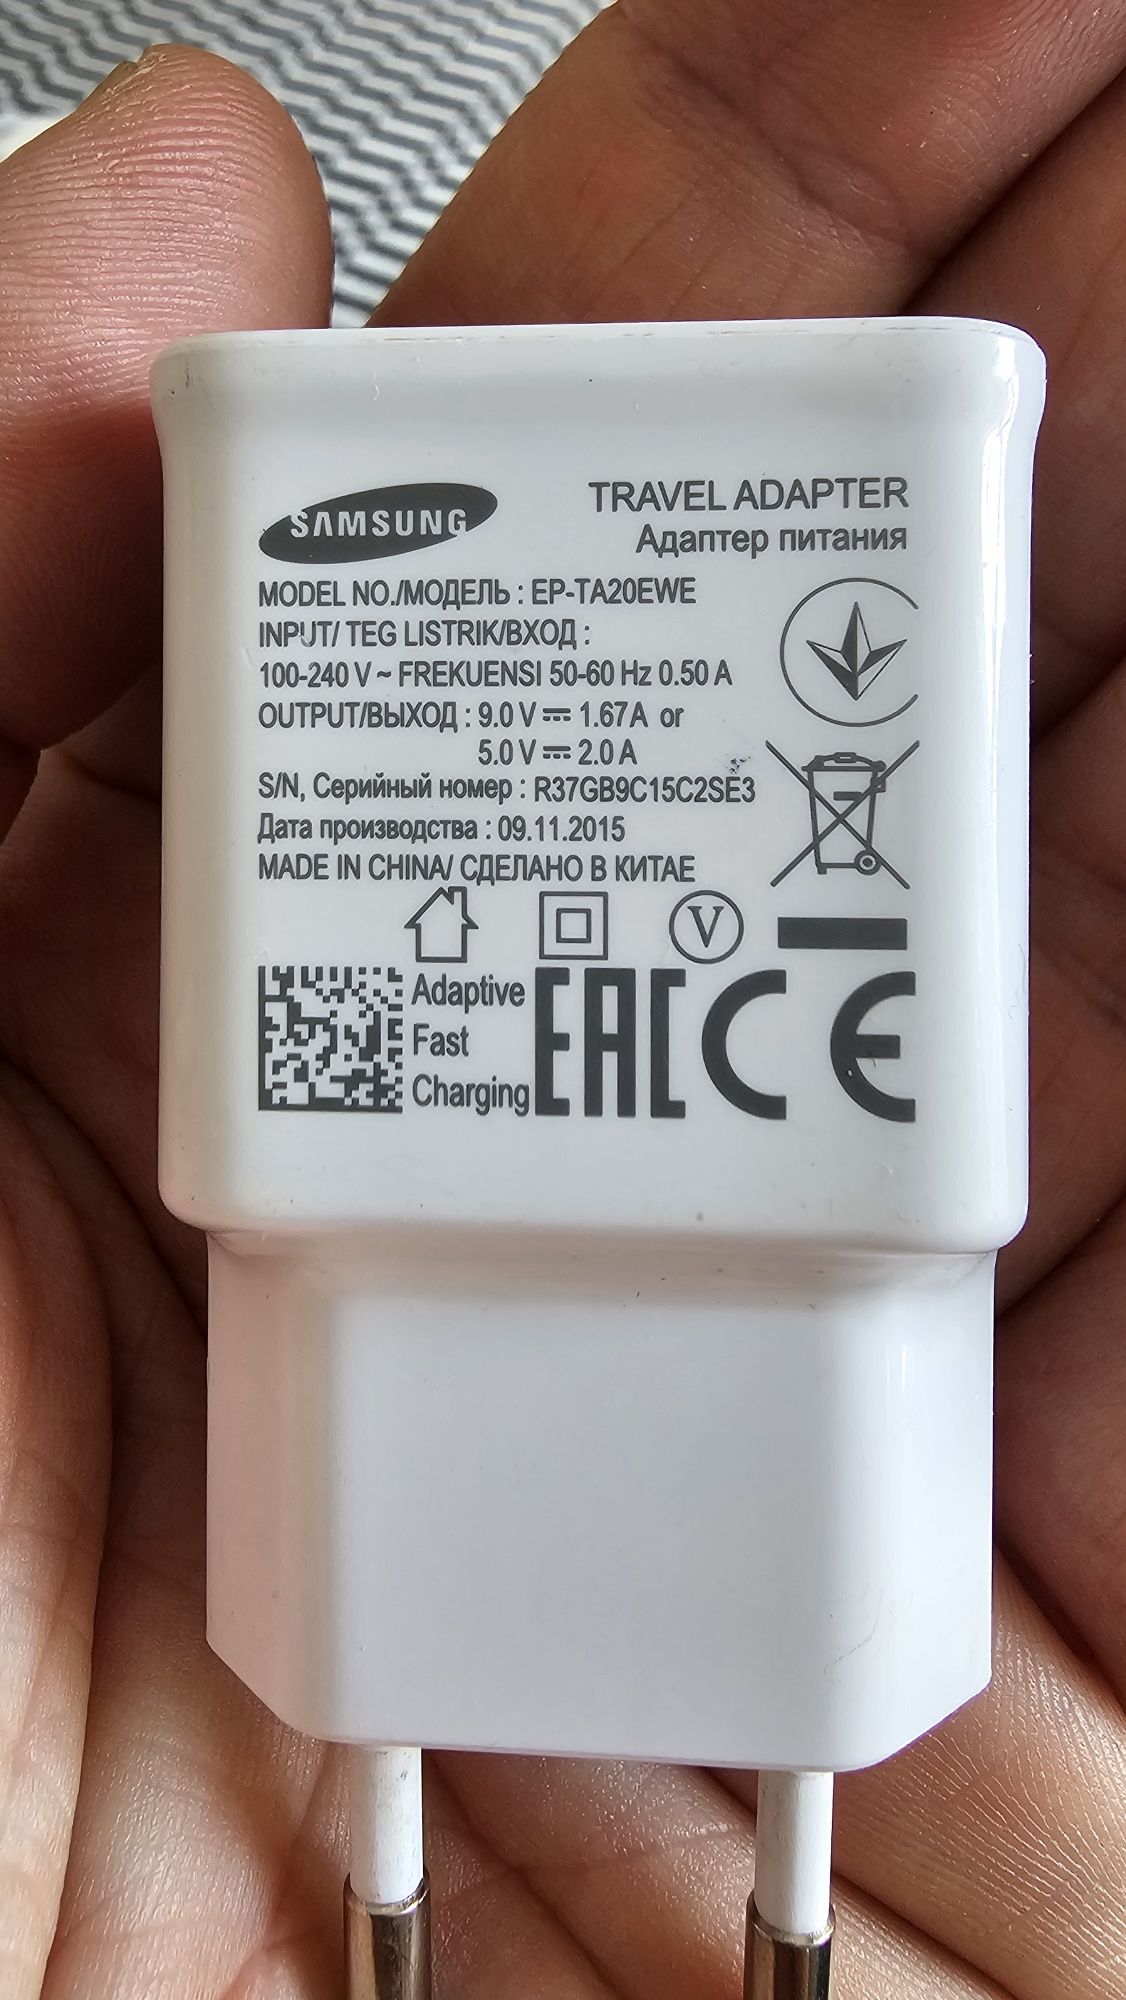 SAMSUNG
TRAVEL ADAPTER
Адаптер питания
MODEL NO./МОДЕЛЬ : EP-TA20EWE
INPUT/ TEG LISTRIK/ВХОД :
100-240 V ~ FREKUENSI 50-60 Hz 0.50 A
OUTPUT/ВЫХОД : 9.0 V ⎓ 1.67 A or
5.0 V ⎓ 2.0 A
S/N, Серийный номер : R37GB9C15C2SE3
Дата производства : 09.11.2015
MADE IN CHINA/ СДЕЛАНО В КИТАЕ
V
Adaptive
Fast
Charging
EAC CE